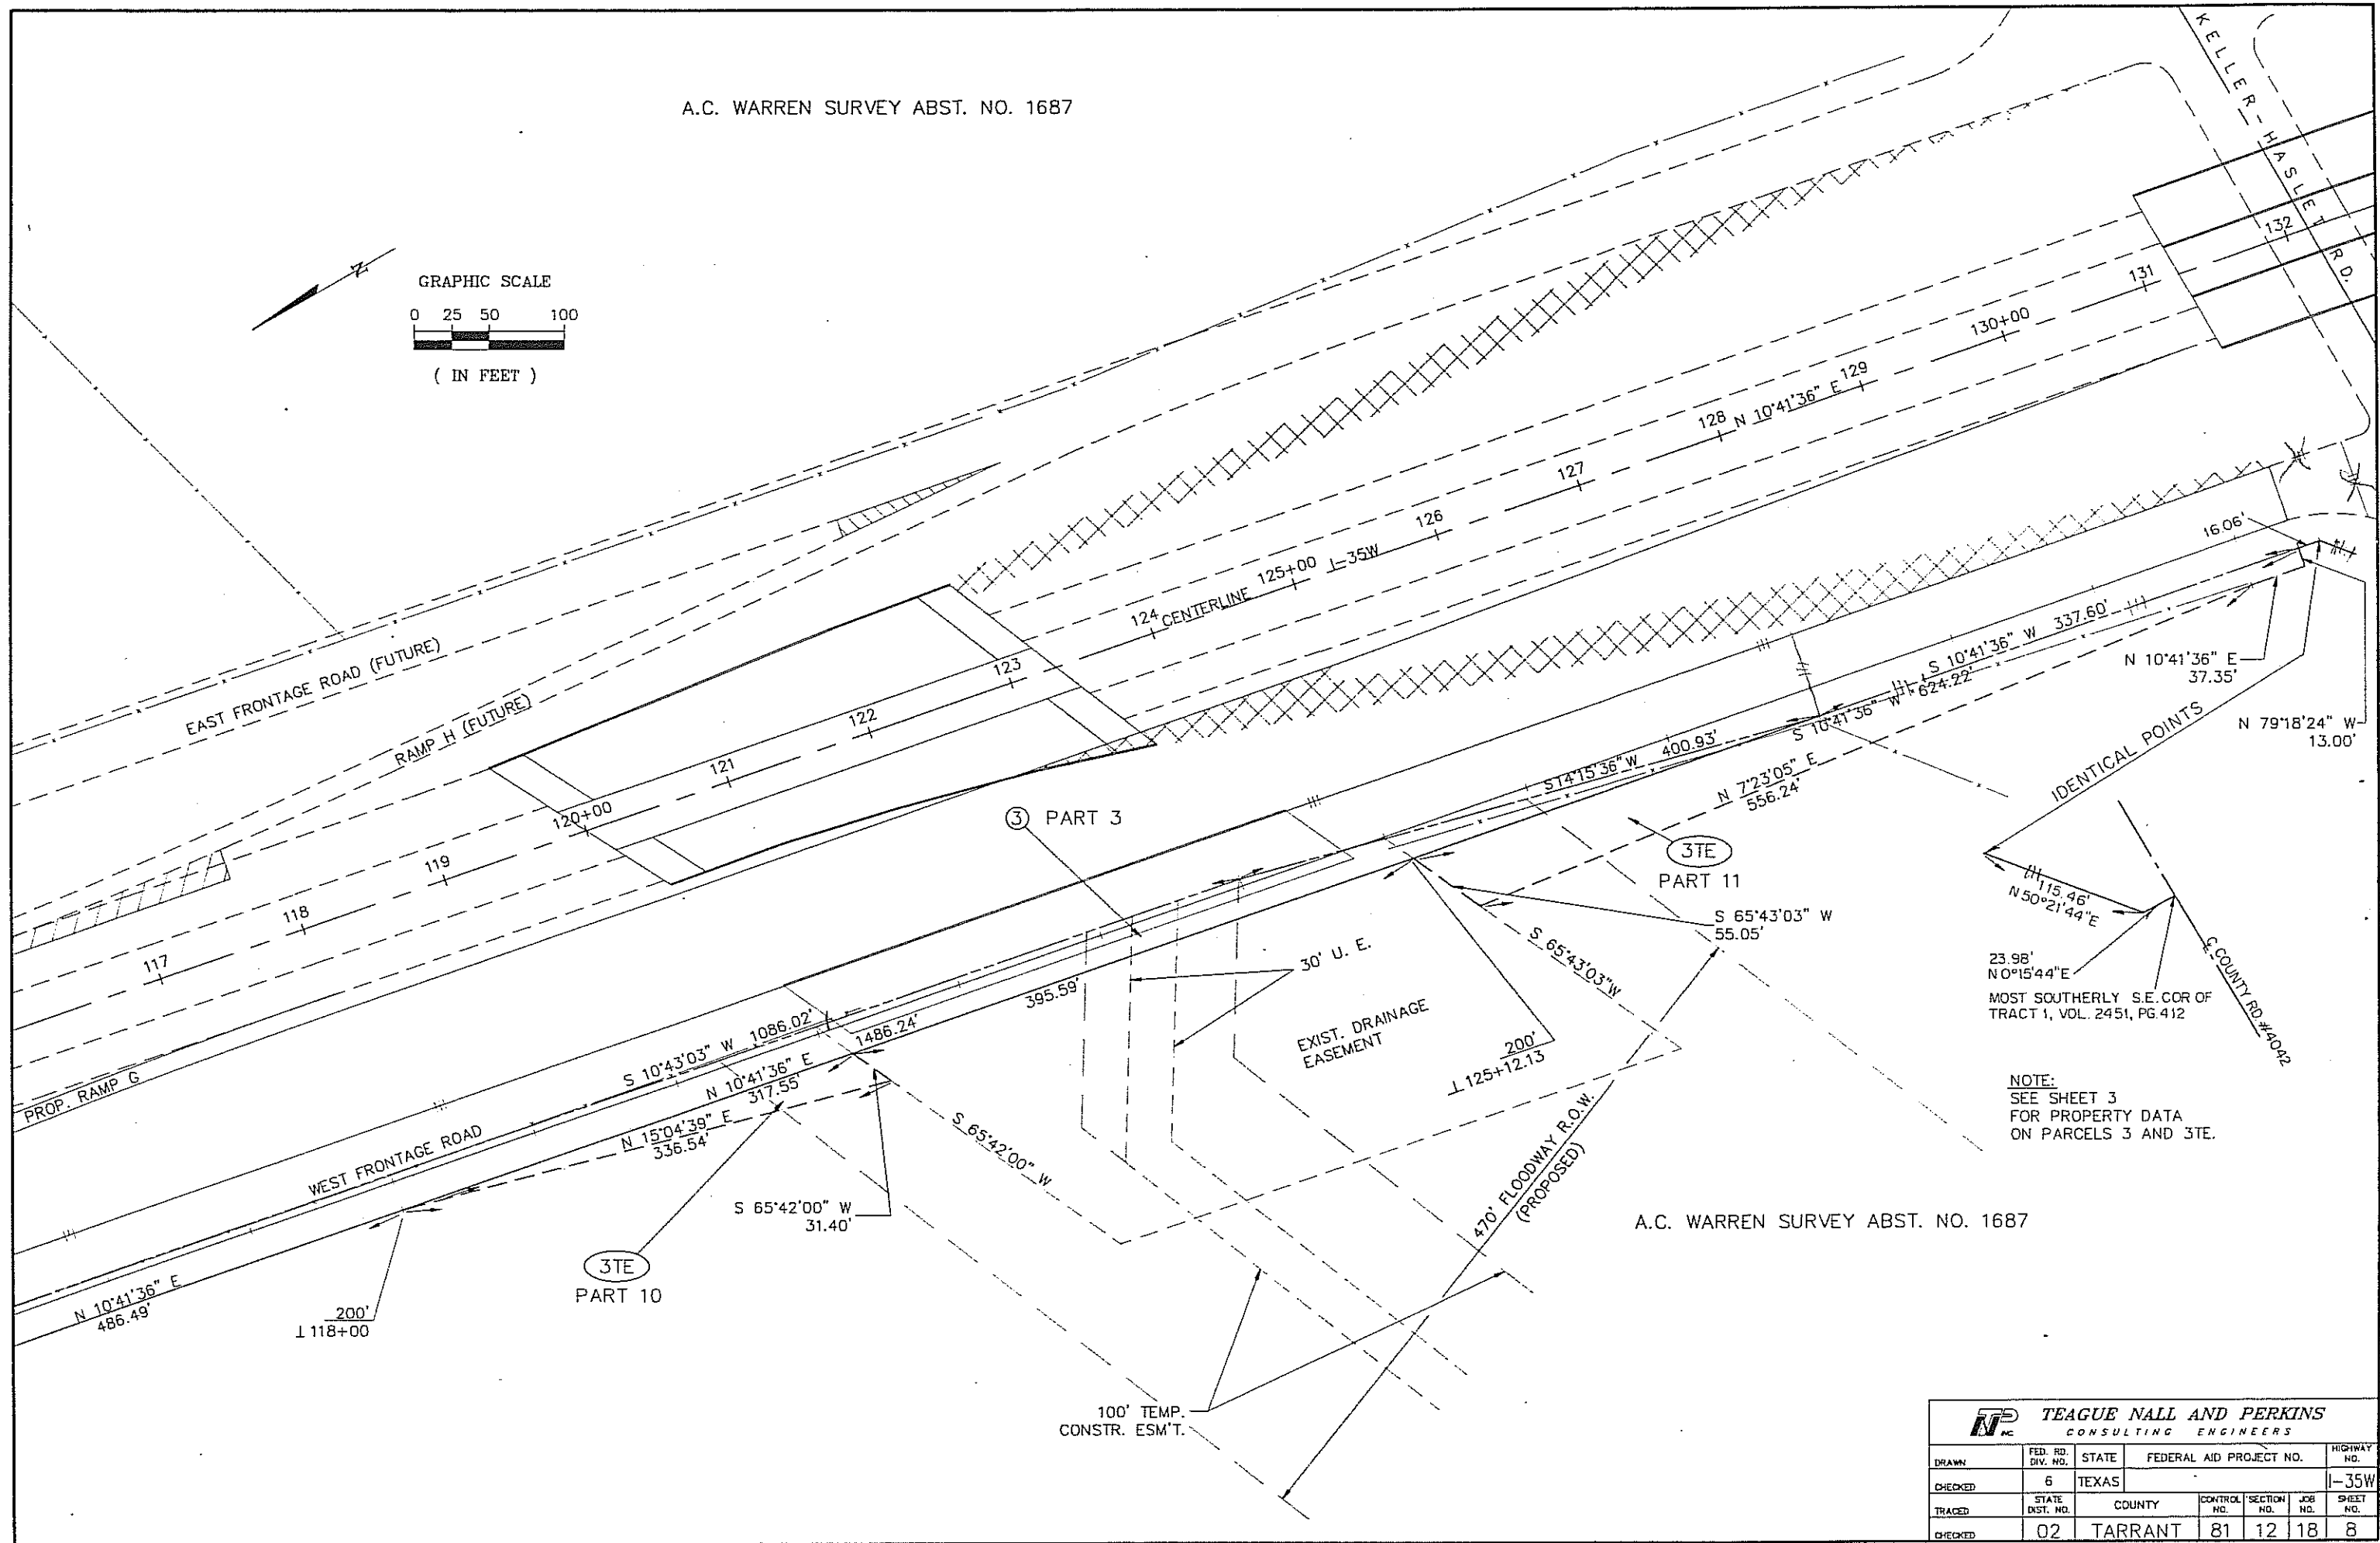 A.C. WARREN SURVEY ABST. NO. 1687
KELLER-HASLET RD.
N
GRAPHIC SCALE
0 25 50 100
( IN FEET )
132
131
130+00
129
N 10°41'36" E
128
127
126
I-35W
125+00
CENTERLINE
124
123
122
121
120+00
119
118
117
EAST FRONTAGE ROAD (FUTURE)
RAMP H (FUTURE)
PROP. RAMP G
WEST FRONTAGE ROAD
16.06'
S 10°41'36" W 337.60'
S 10°41'36" W 624.22'
N 10°41'36" E
37.35'
N 79°18'24" W
13.00'
IDENTICAL POINTS
S 14°15'36" W 400.93'
N 7°23'05" E
556.24'
3 PART 3
3TE
PART 11
S 65°43'03" W
55.05'
S 65°43'03" W
115.46'
N 50°21'44" E
23.98'
N 0°15'44" E
MOST SOUTHERLY S.E. COR OF
TRACT 1, VOL. 2451, PG. 412
℄ COUNTY RD. #4042
30' U. E.
395.59'
1486.24'
S 10°43'03" W 1086.02'
N 10°41'36" E
317.55'
N 15°04'39" E
336.54'
EXIST. DRAINAGE
EASEMENT
200'
⊥ 125+12.13
S 65°42'00" W
S 65°42'00" W
31.40'
NOTE:
SEE SHEET 3
FOR PROPERTY DATA
ON PARCELS 3 AND 3TE.
470' FLOODWAY R.O.W.
(PROPOSED)
A.C. WARREN SURVEY ABST. NO. 1687
3TE
PART 10
N 10°41'36" E
486.49'
200'
⊥ 118+00
100' TEMP.
CONSTR. ESM'T.
TNP INC
TEAGUE NALL AND PERKINS
CONSULTING ENGINEERS
DRAWN FED. RD. DIV. NO. STATE FEDERAL AID PROJECT NO. HIGHWAY NO.
CHECKED 6 TEXAS I-35W
TRACED STATE DIST. NO. COUNTY CONTROL NO. SECTION NO. JOB NO. SHEET NO.
CHECKED 02 TARRANT 81 12 18 8